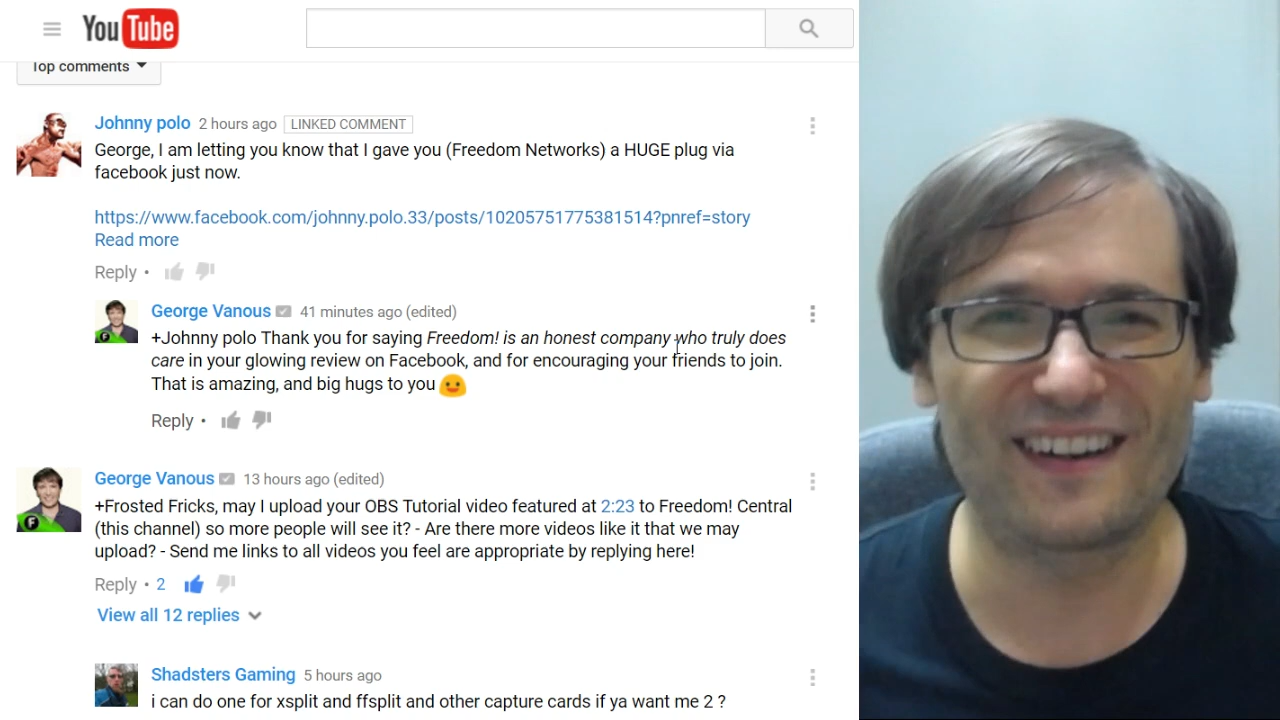 YouTube
Top comments
Johnny polo 2 hours ago LINKED COMMENT
George, I am letting you know that I gave you (Freedom Networks) a HUGE plug via
facebook just now.
https://www.facebook.com/johnny.polo.33/posts/10205751775381514?pnref=story
Read more
Reply •
George Vanous 41 minutes ago (edited)
+Johnny polo Thank you for saying Freedom! is an honest company who truly does
care in your glowing review on Facebook, and for encouraging your friends to join.
That is amazing, and big hugs to you
Reply •
George Vanous 13 hours ago (edited)
+Frosted Fricks, may I upload your OBS Tutorial video featured at 2:23 to Freedom! Central
(this channel) so more people will see it? - Are there more videos like it that we may
upload? - Send me links to all videos you feel are appropriate by replying here!
Reply • 2
View all 12 replies
Shadsters Gaming 5 hours ago
i can do one for xsplit and ffsplit and other capture cards if ya want me 2 ?